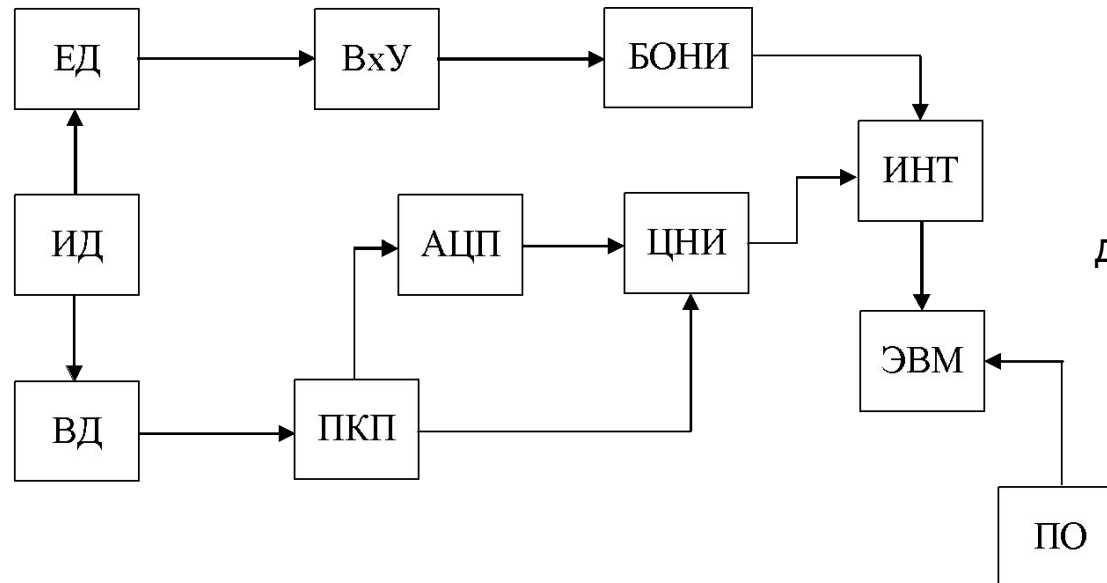 ЕД
ВхУ
БОНИ
ИНТ
ИД
АЦП
ЦНИ
ЭВМ
ВД
ПКП
ПО